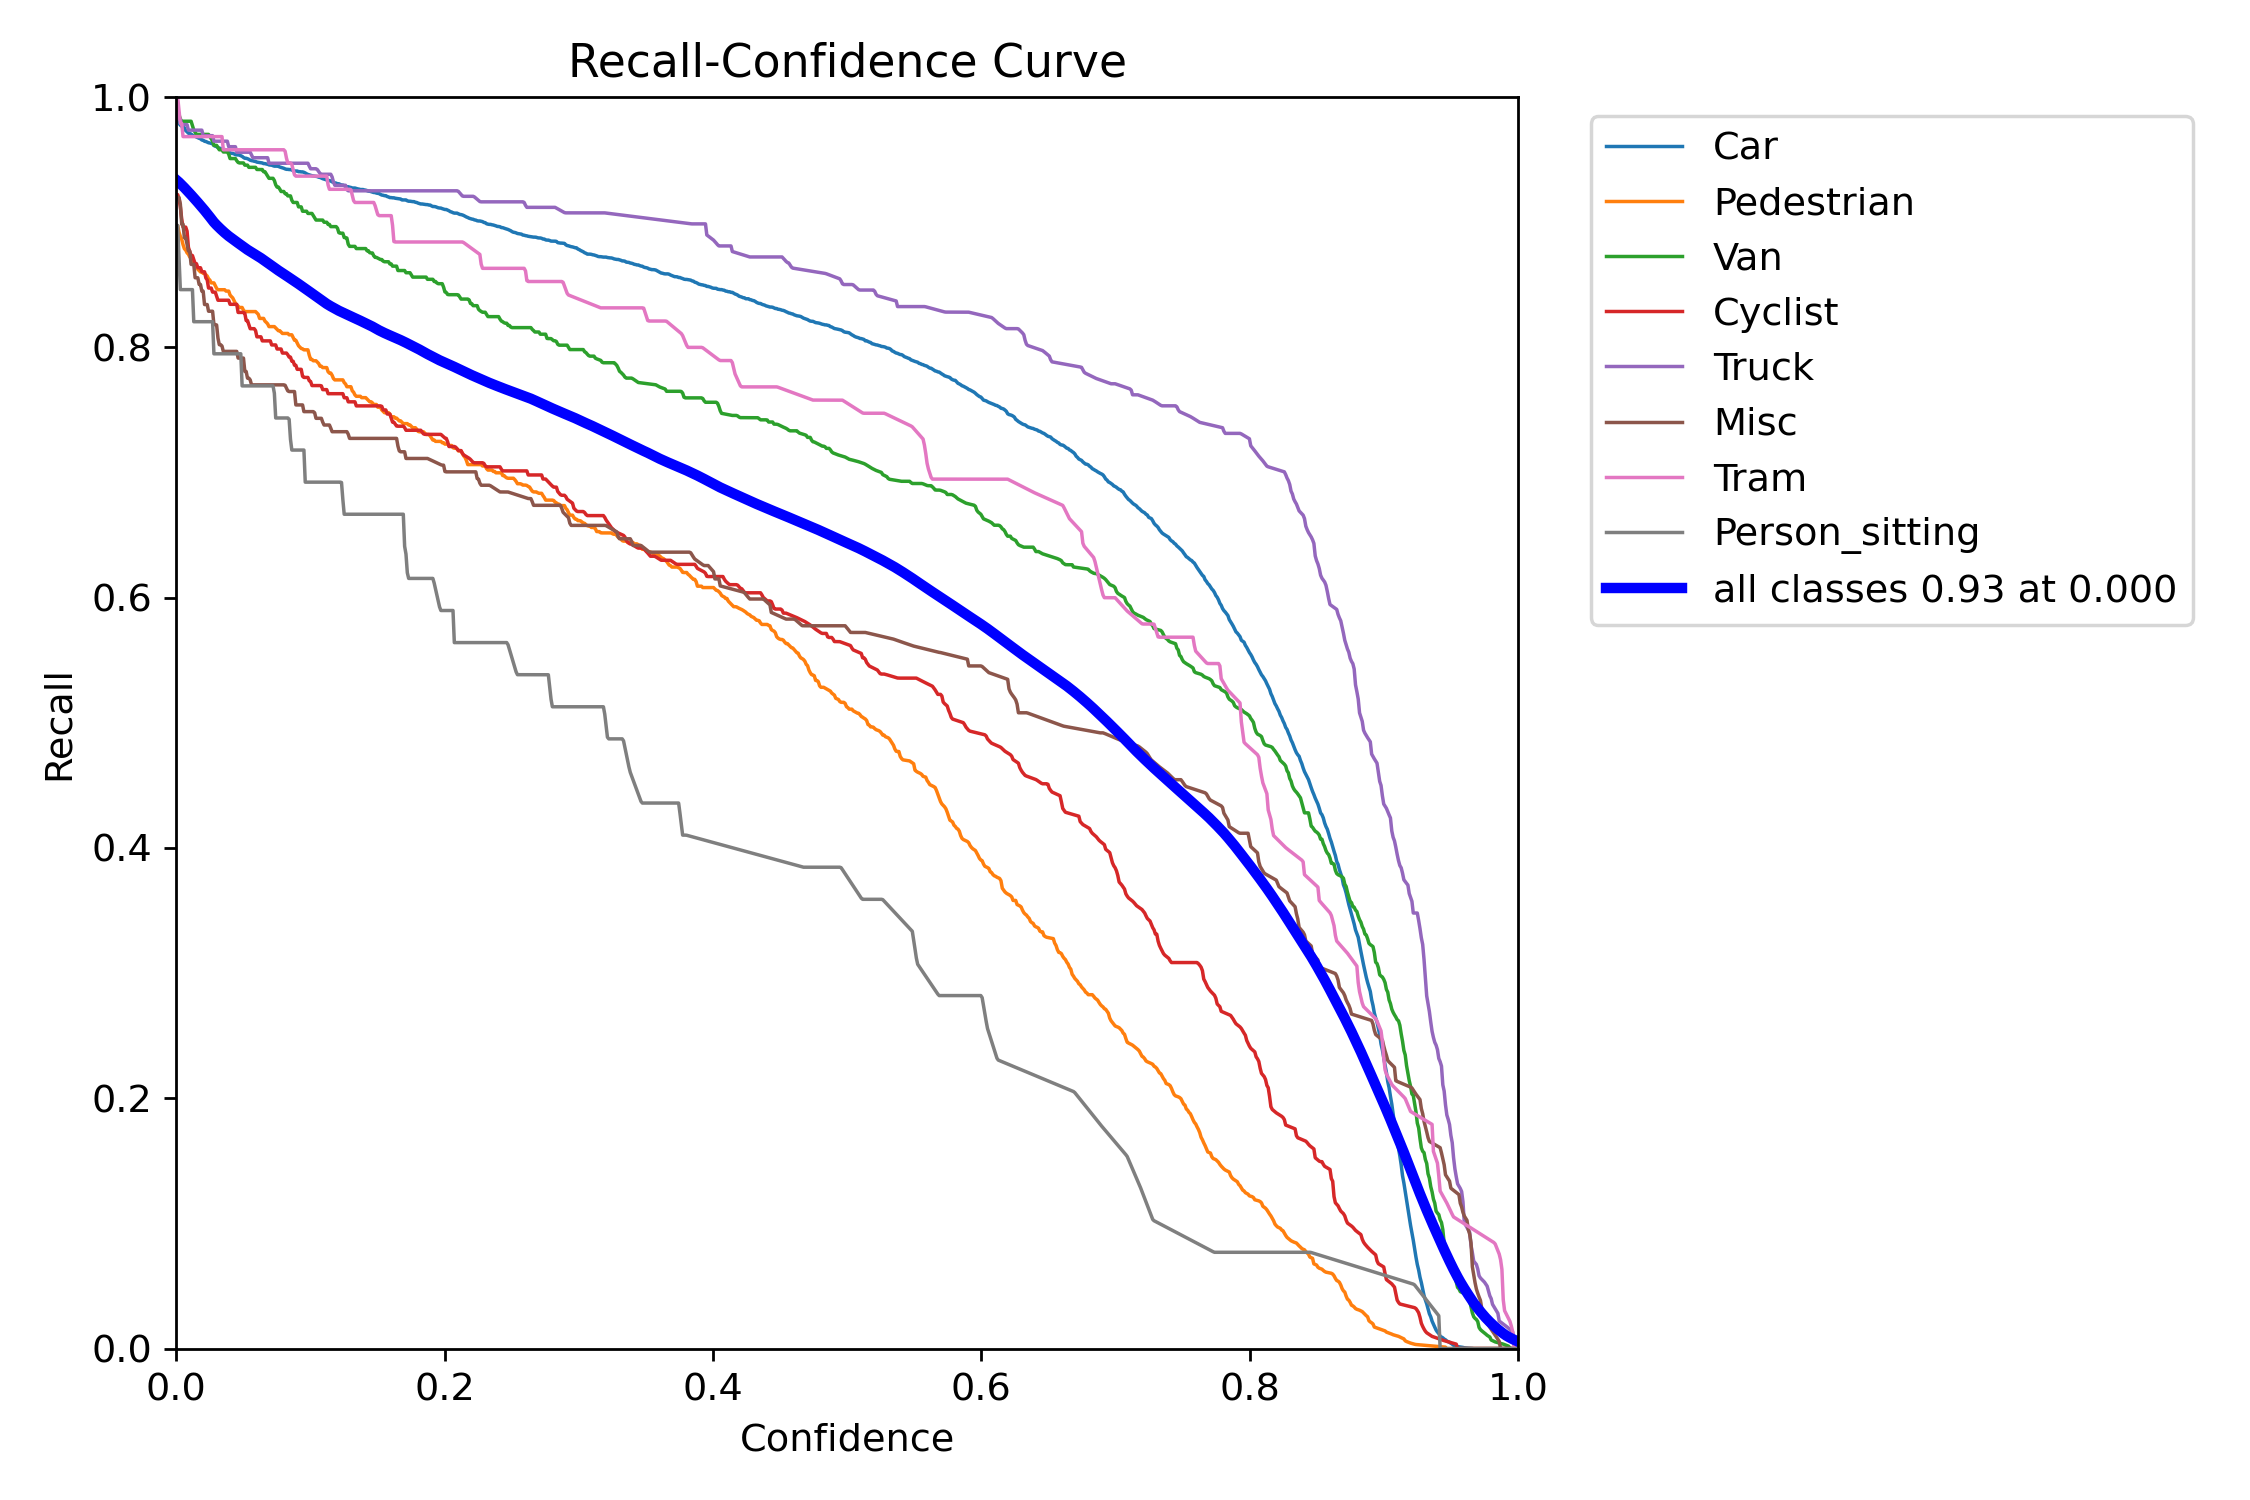 Recall-Confidence Curve
1.0
0.8
0.6
0.4
0.2
0.0
Recall
0.0 0.2 0.4 0.6 0.8 1.0
Confidence
Car
Pedestrian
Van
Cyclist
Truck
Misc
Tram
Person_sitting
all classes 0.93 at 0.000